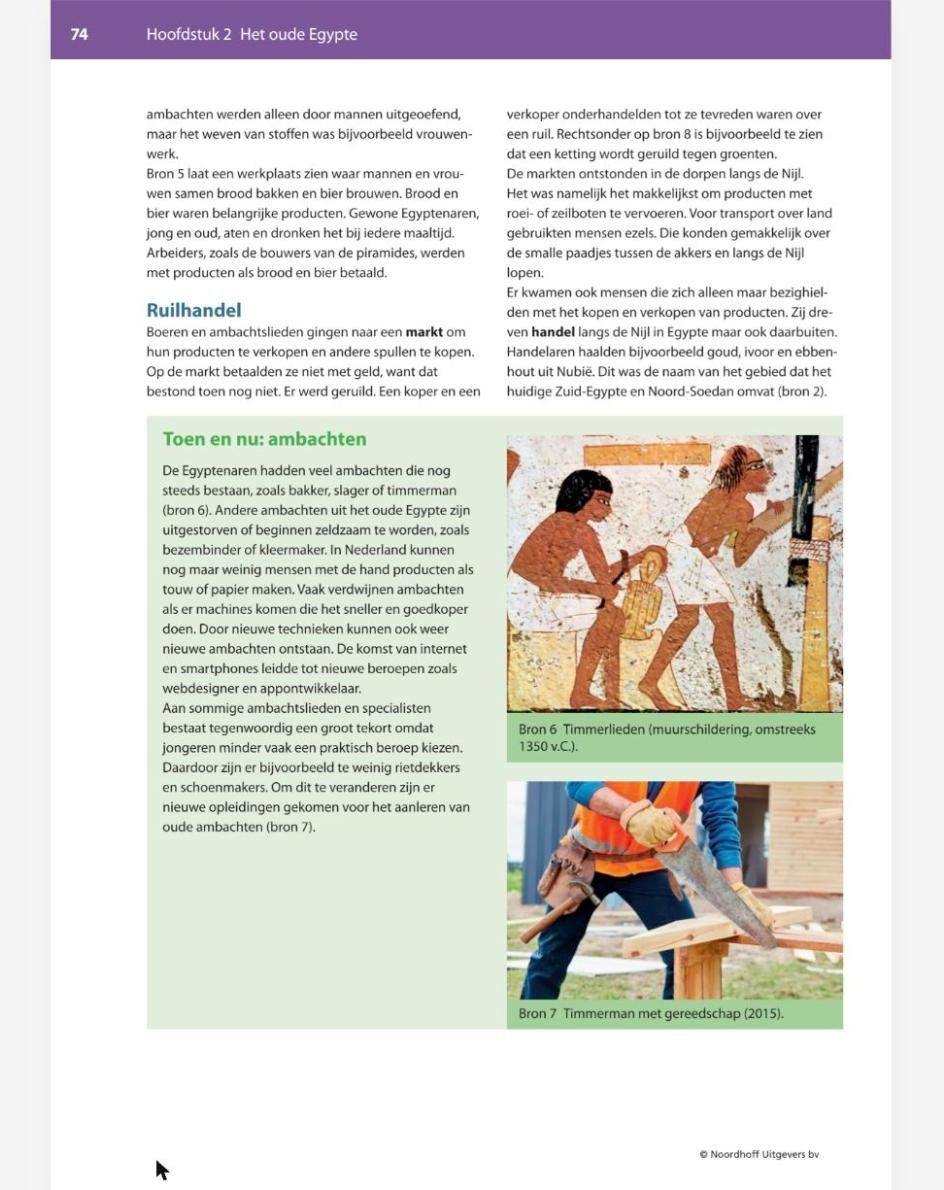 74
Hoofdstuk 2 Het oude Egypte
ambachten werden alleen door mannen uitgeoefend,
maar het weven van stoffen was bijvoorbeeld vrouwen-
werk.
Bron 5 laat een werkplaats zien waar mannen en vrou-
wen samen brood bakken en bier brouwen. Brood en
bier waren belangrijke producten. Gewone Egyptenaren,
jong en oud, aten en dronken het bij iedere maaltijd.
Arbeiders, zoals de bouwers van de piramides, werden
met producten als brood en bier betaald.
Ruilhandel
Boeren en ambachtslieden gingen naar een markt om
hun producten te verkopen en andere spullen te kopen.
Op de markt betaalden ze niet met geld, want dat
bestond toen nog niet. Er werd geruild. Een koper en een
verkoper onderhandelden tot ze tevreden waren over
een ruil. Rechtsonder op bron 8 is bijvoorbeeld te zien
dat een ketting wordt geruild tegen groenten.
De markten ontstonden in de dorpen langs de Nijl.
Het was namelijk het makkelijkst om producten met
roei- of zeilboten te vervoeren. Voor transport over land
gebruikten mensen ezels. Die konden gemakkelijk over
de smalle paadjes tussen de akkers en langs de Nijl
lopen.
Er kwamen ook mensen die zich alleen maar bezighiel-
den met het kopen en verkopen van producten. Zij dre-
ven handel langs de Nijl in Egypte maar ook daarbuiten.
Handelaren haalden bijvoorbeeld goud, ivoor en ebben-
hout uit Nubië. Dit was de naam van het gebied dat het
huidige Zuid-Egypte en Noord-Soedan omvat (bron 2).
Toen en nu: ambachten
De Egyptenaren hadden veel ambachten die nog
steeds bestaan, zoals bakker, slager of timmerman
(bron 6). Andere ambachten uit het oude Egypte zijn
uitgestorven of beginnen zeldzaam te worden, zoals
bezembinder of kleermaker. In Nederland kunnen
nog maar weinig mensen met de hand producten als
touw of papier maken. Vaak verdwijnen ambachten
als er machines komen die het sneller en goedkoper
doen. Door nieuwe technieken kunnen ook weer
nieuwe ambachten ontstaan. De komst van internet
en smartphones leidde tot nieuwe beroepen zoals
webdesigner en appontwikkelaar.
Aan sommige ambachtslieden en specialisten
bestaat tegenwoordig een groot tekort omdat
jongeren minder vaak een praktisch beroep kiezen.
Daardoor zijn er bijvoorbeeld te weinig rietdekkers
en schoenmakers. Om dit te veranderen zijn er
nieuwe opleidingen gekomen voor het aanleren van
oude ambachten (bron 7).
Bron 6 Timmerlieden (muurschildering, omstreeks
1350 v.C.).
Bron 7 Timmerman met gereedschap (2015).
© Noordhoff Uitgevers bv